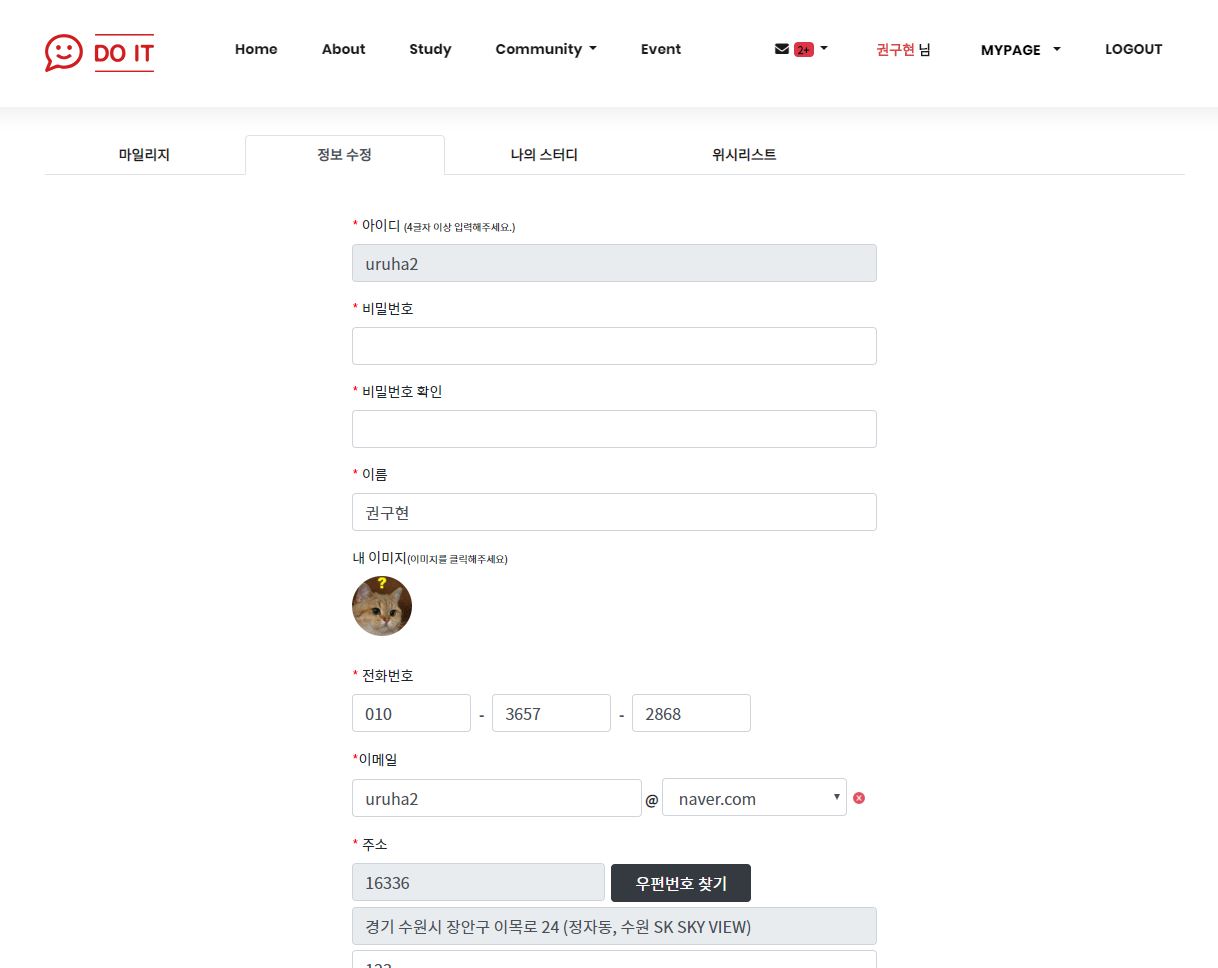 DO IT
Home About Study Community Event 2+ 권구현 님 MYPAGE LOGOUT
마일리지 정보 수정 나의 스터디 위시리스트
* 아이디 (4글자 이상 입력해주세요.)
uruha2
* 비밀번호
* 비밀번호 확인
* 이름
권구현
내 이미지(이미지를 클릭해주세요)
?
* 전화번호
010 - 3657 - 2868
*이메일
uruha2 @ naver.com
* 주소
16336 우편번호 찾기
경기 수원시 장안구 이목로 24 (정자동, 수원 SK SKY VIEW)